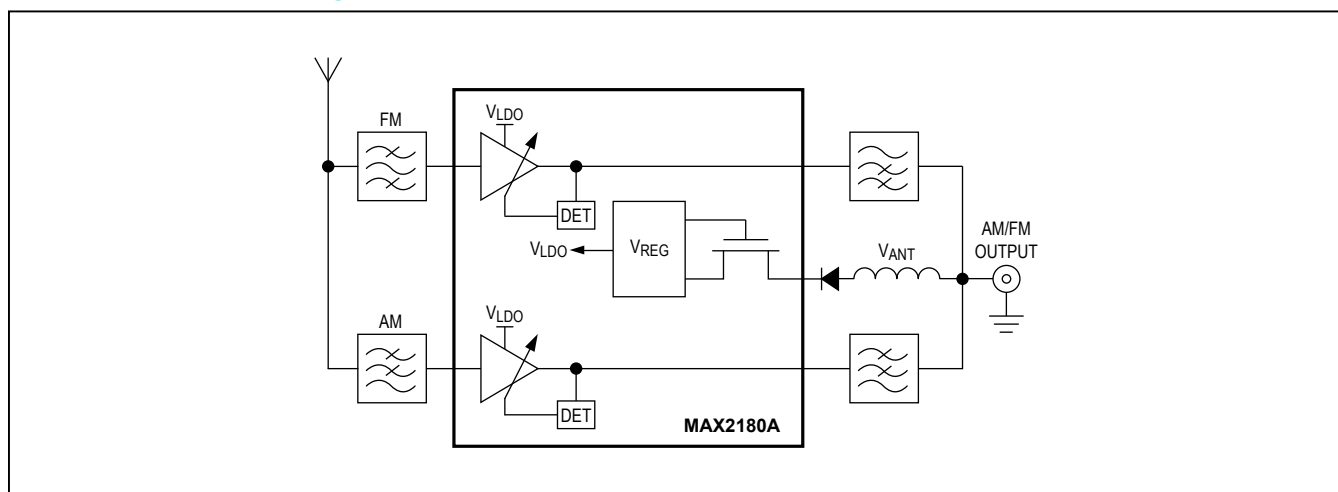 FM
VLDO
DET
VLDO
VREG
VANT
AM/FM
OUTPUT
AM
VLDO
DET
MAX2180A